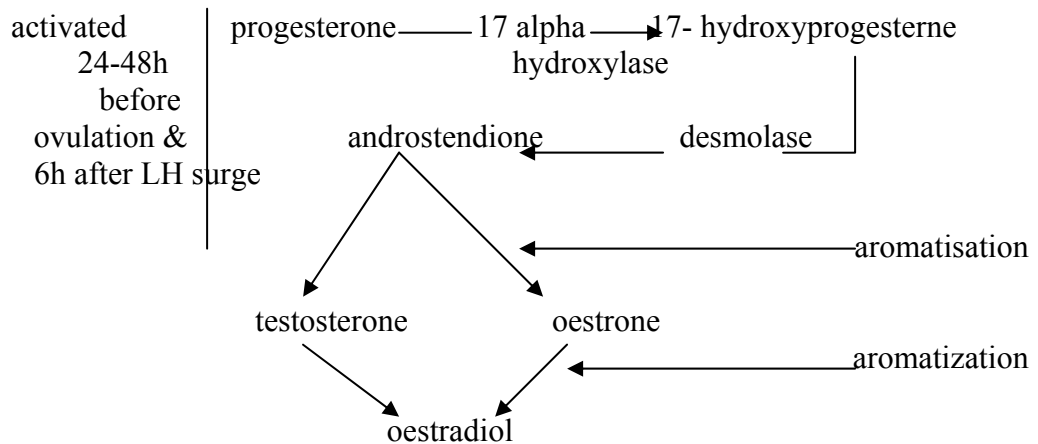 activated progesterone 17 alpha 17- hydroxyprogesterne
24-48h hydroxylase
before
ovulation & androstendione desmolase
6h after LH surge
aromatisation
testosterone oestrone
aromatization
oestradiol